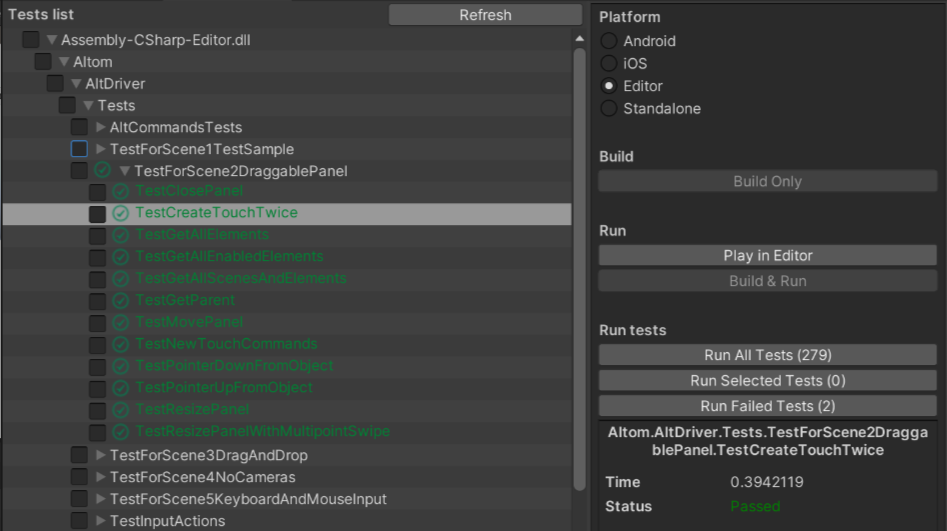 Tests list
Refresh
Assembly-CSharp-Editor.dll
Altom
AltDriver
Tests
AltCommandsTests
TestForScene1TestSample
TestForScene2DraggablePanel
TestClosePanel
TestCreateTouchTwice
TestGetAllElements
TestGetAllEnabledElements
TestGetAllScenesAndElements
TestGetParent
TestMovePanel
TestNewTouchCommands
TestPointerDownFromObject
TestPointerUpFromObject
TestResizePanel
TestResizePanelWithMultipointSwipe
TestForScene3DragAndDrop
TestForScene4NoCameras
TestForScene5KeyboardAndMouseInput
TestInputActions
Platform
Android
iOS
Editor
Standalone
Build
Build Only
Run
Play in Editor
Build & Run
Run tests
Run All Tests (279)
Run Selected Tests (0)
Run Failed Tests (2)
Altom.AltDriver.Tests.TestForScene2Dragga
blePanel.TestCreateTouchTwice
Time 0.3942119
Status Passed